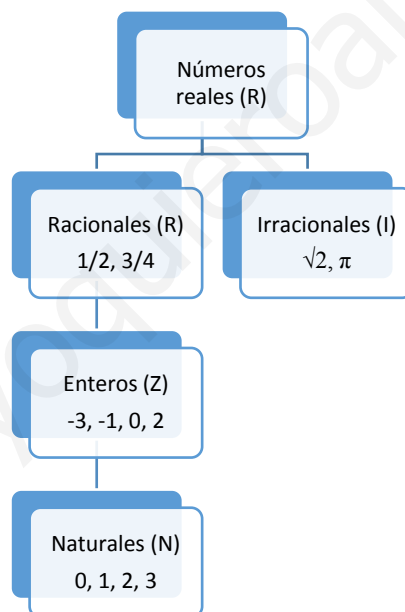 Números
reales (R)
Racionales (R)
1/2, 3/4
Irracionales (I)
√2, π
Enteros (Z)
-3, -1, 0, 2
Naturales (N)
0, 1, 2, 3
yoquieroa